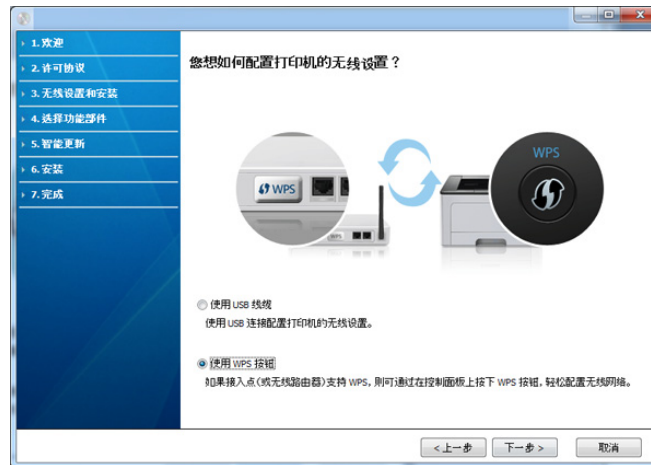 1.欢迎
2.许可协议
3.无线设置和安装
4.选择功能部件
5.智能更新
6.安装
7.完成
您想如何配置打印机的无线设置？
WPS
WPS
WPS
使用 USB 线缆
使用 USB 连接配置打印机的无线设置。
使用 WPS 按钮
如果接入点(或无线路由器)支持 WPS，则可通过在控制面板上按下 WPS 按钮，轻松配置无线网络。
<上一步
下一步>
取消